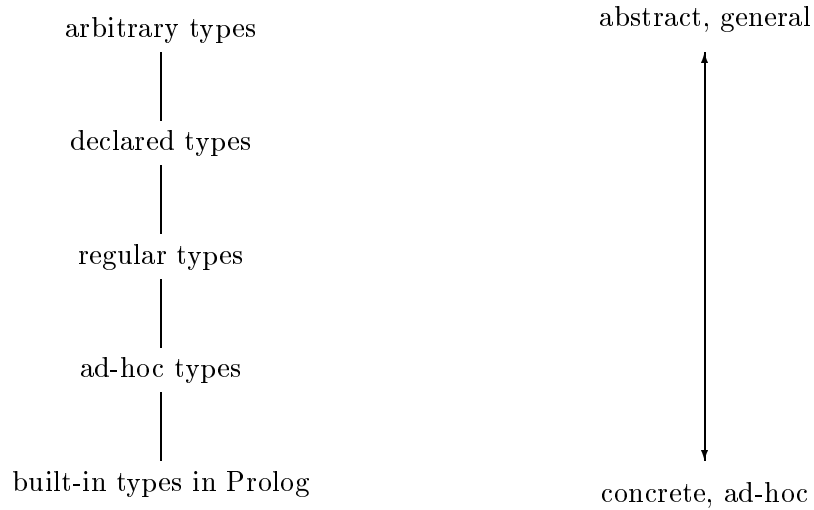 arbitrary types
abstract, general
declared types
regular types
ad-hoc types
built-in types in Prolog
concrete, ad-hoc